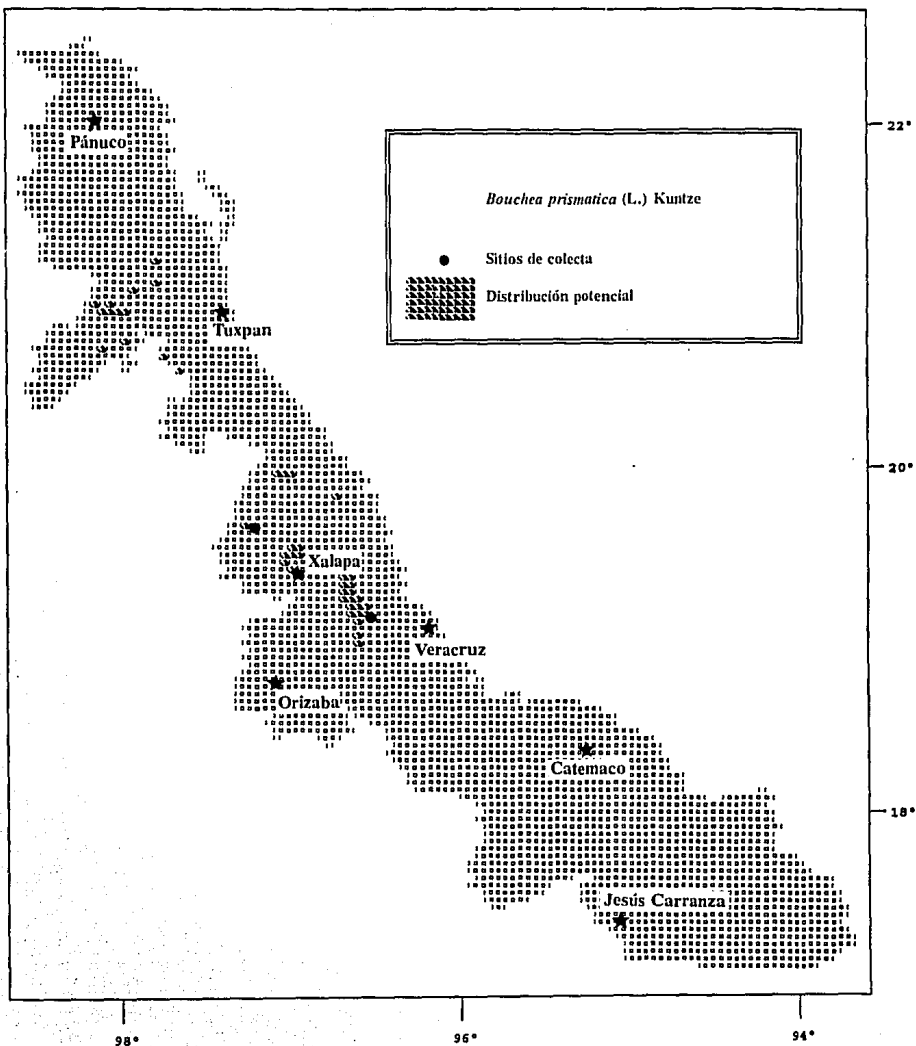 Pánuco
22°
Bouchea prismatica (L.) Kuntze
Sitios de colecta
Distribución potencial
Tuxpan
20°
Xalapa
Veracruz
Orizaba
Catemaco
18°
Jesús Carranza
98°
96°
94°